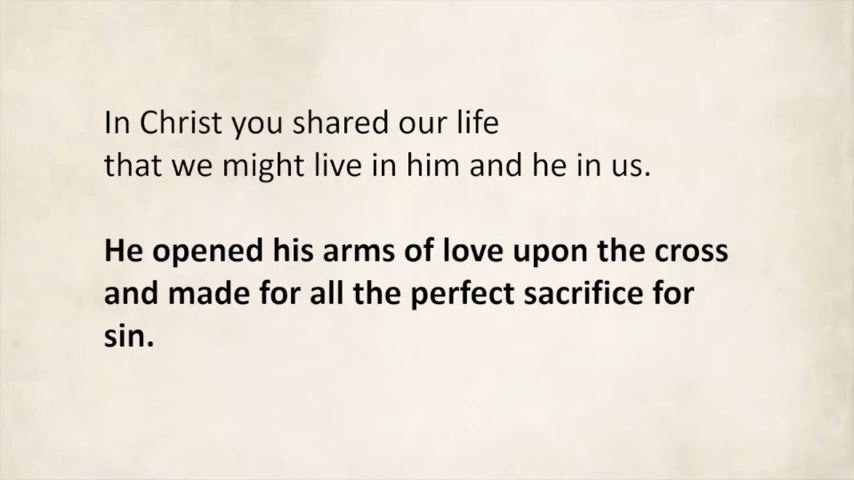 In Christ you shared our life
that we might live in him and he in us.
He opened his arms of love upon the cross
and made for all the perfect sacrifice for
sin.